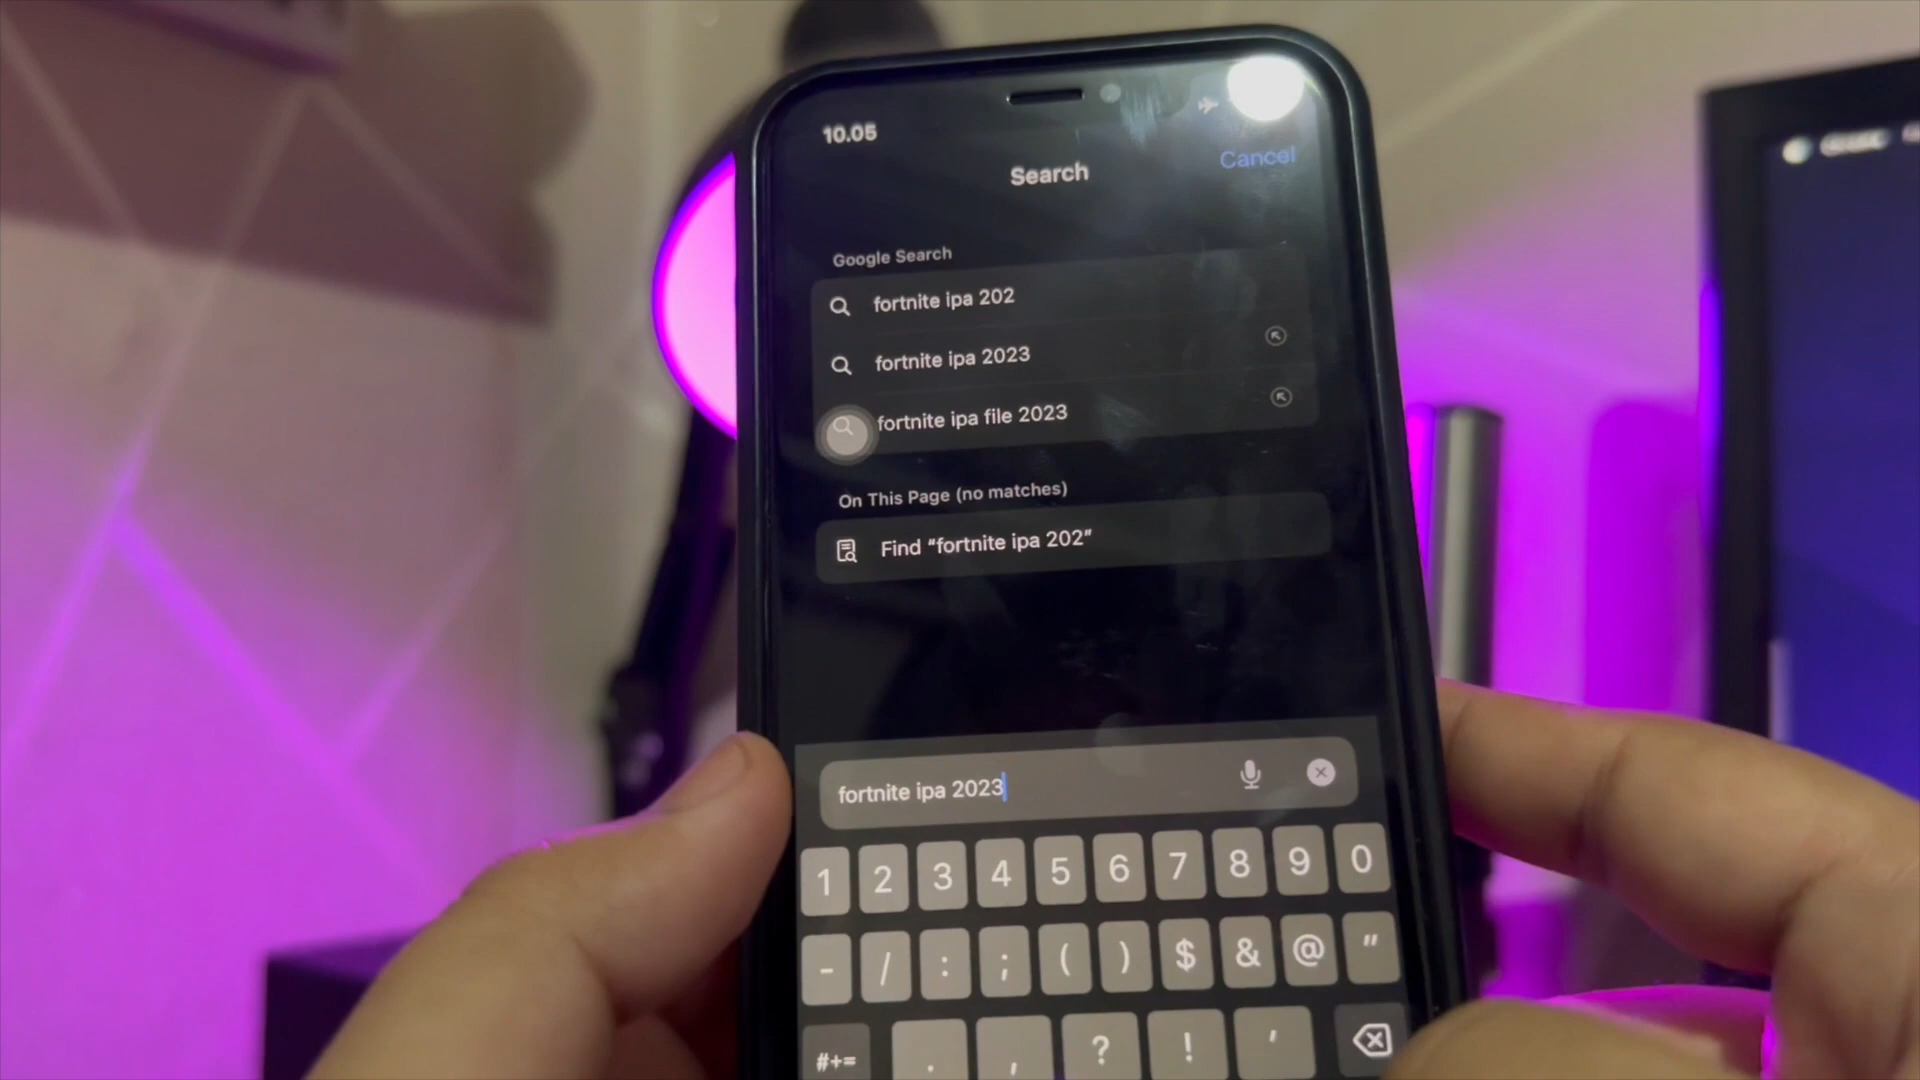 10.05
Search
Cancel
Google Search
fortnite ipa 202
fortnite ipa 2023
fortnite ipa file 2023
On This Page (no matches)
Find “fortnite ipa 202”
fortnite ipa 2023
1 2 3 4 5 6 7 8 9 0
- / : ; ( ) $ & @ "
#+= . , ? ! '